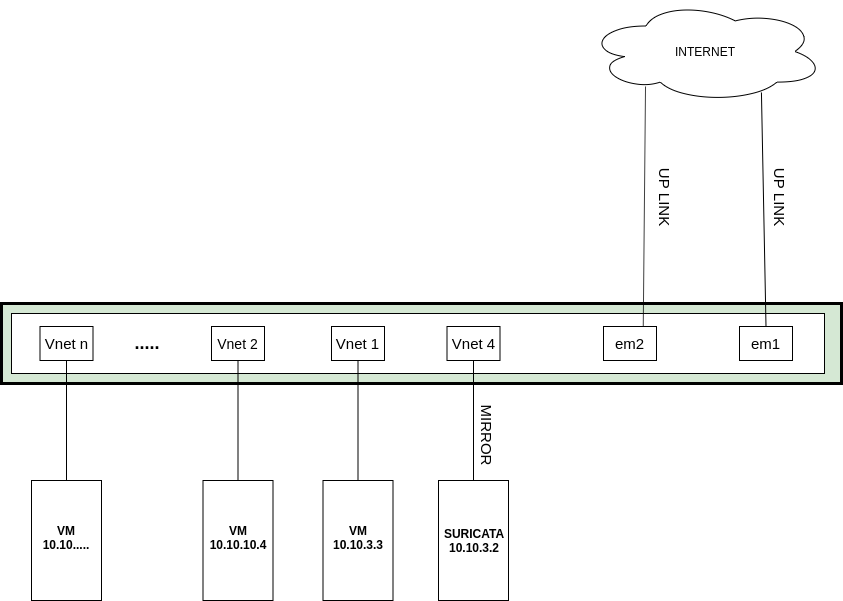 INTERNET
UP LINK
UP LINK
Vnet n
.....
Vnet 2
Vnet 1
Vnet 4
em2
em1
MIRROR
VM
10.10.....
VM
10.10.10.4
VM
10.10.3.3
SURICATA
10.10.3.2